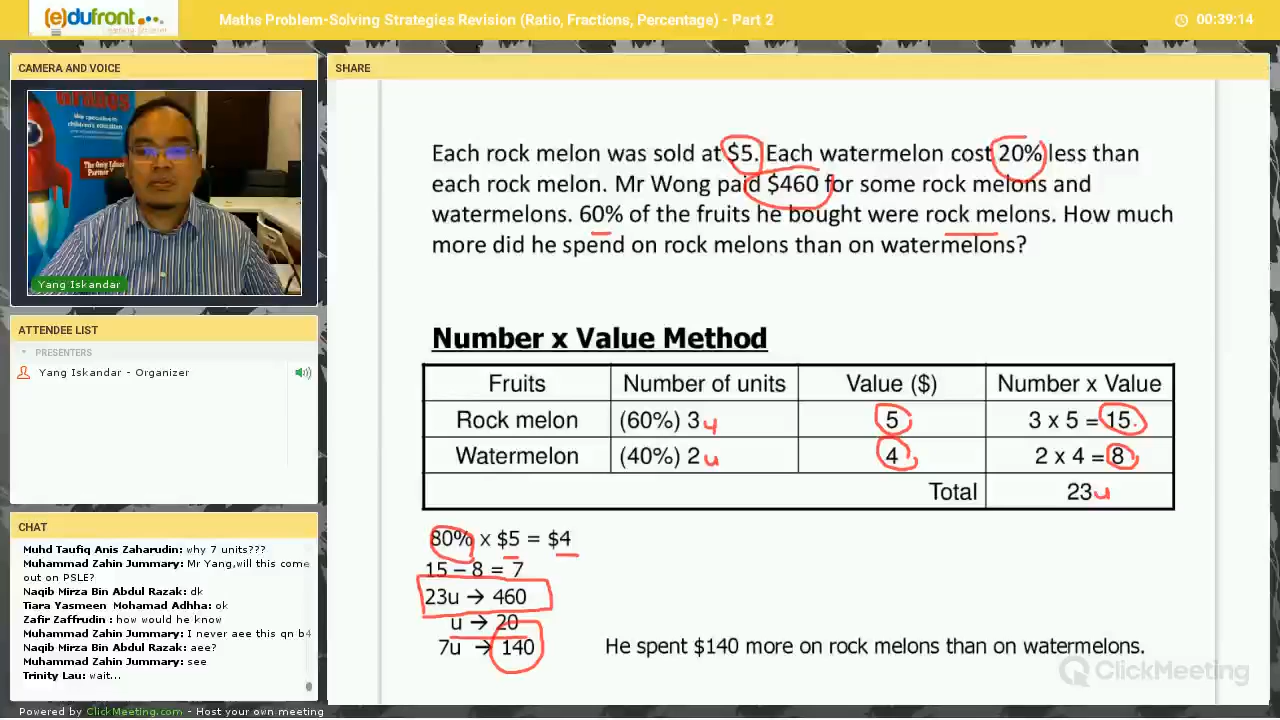 (e)dufront
Maths Problem-Solving Strategies Revision (Ratio, Fractions, Percentage) - Part 2
00:39:14
CAMERA AND VOICE
SHARE
Yang Iskandar
ATTENDEE LIST
PRESENTERS
Yang Iskandar - Organizer
CHAT
Muhd Taufiq Anis Zaharudin: why 7 units???
Muhammad Zahin Jummary: Mr Yang,will this come
out on PSLE?
Naqib Mirza Bin Abdul Razak: dk
Tiara Yasmeen Mohamad Adhha: ok
Zafir Zaffrudin: how would he know
Muhammad Zahin Jummary: I never aee this qn b4
Naqib Mirza Bin Abdul Razak: aee?
Muhammad Zahin Jummary: see
Trinity Lau: wait...
Each rock melon was sold at $5. Each watermelon cost 20% less than
each rock melon. Mr Wong paid $460 for some rock melons and
watermelons. 60% of the fruits he bought were rock melons. How much
more did he spend on rock melons than on watermelons?
Number x Value Method
Fruits Number of units Value ($) Number x Value
Rock melon (60%) 3u 5 3 x 5 = 15
Watermelon (40%) 2u 4 2 x 4 = 8
Total 23u
80% x $5 = $4
15 – 8 = 7
23u → 460
u → 20
7u → 140
He spent $140 more on rock melons than on watermelons.
ClickMeeting
Powered by ClickMeeting.com - Host your own meeting